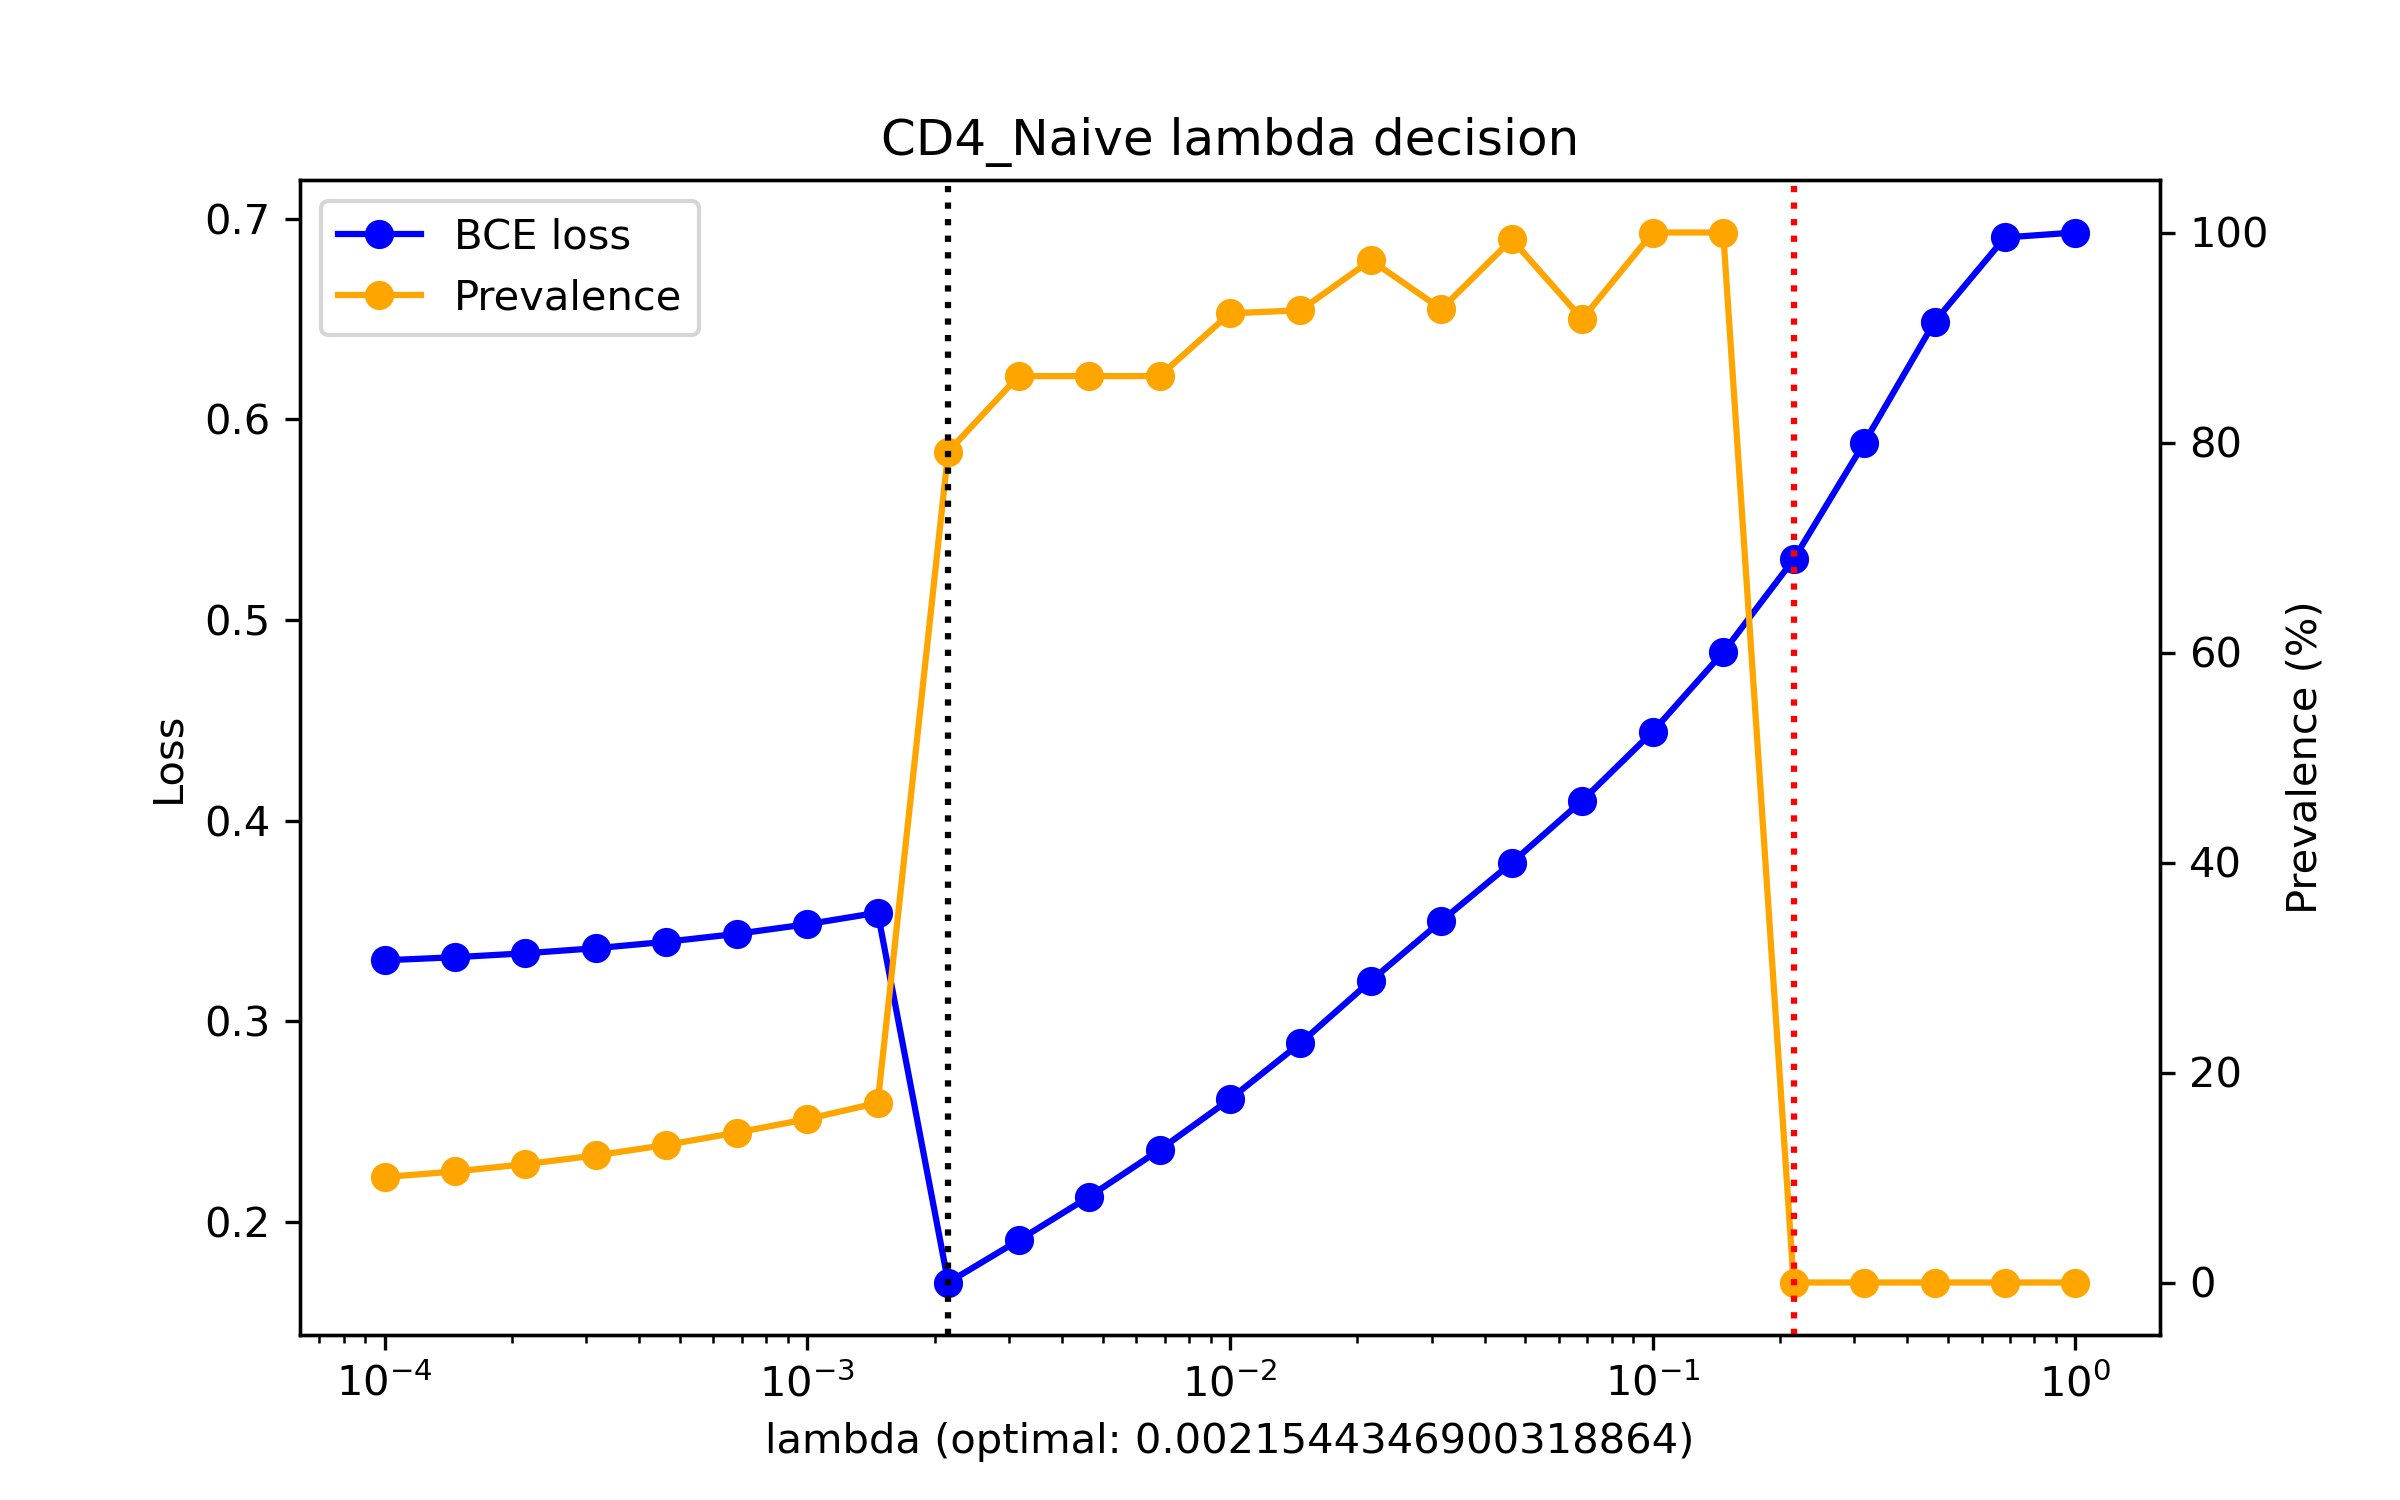 CD4_Naive lambda decision
BCE loss
Prevalence
0.7
0.6
0.5
0.4
0.3
0.2
Loss
100
80
60
40
20
0
Prevalence (%)
10⁻⁴ 10⁻³ 10⁻² 10⁻¹ 10⁰
lambda (optimal: 0.0021544346900318864)